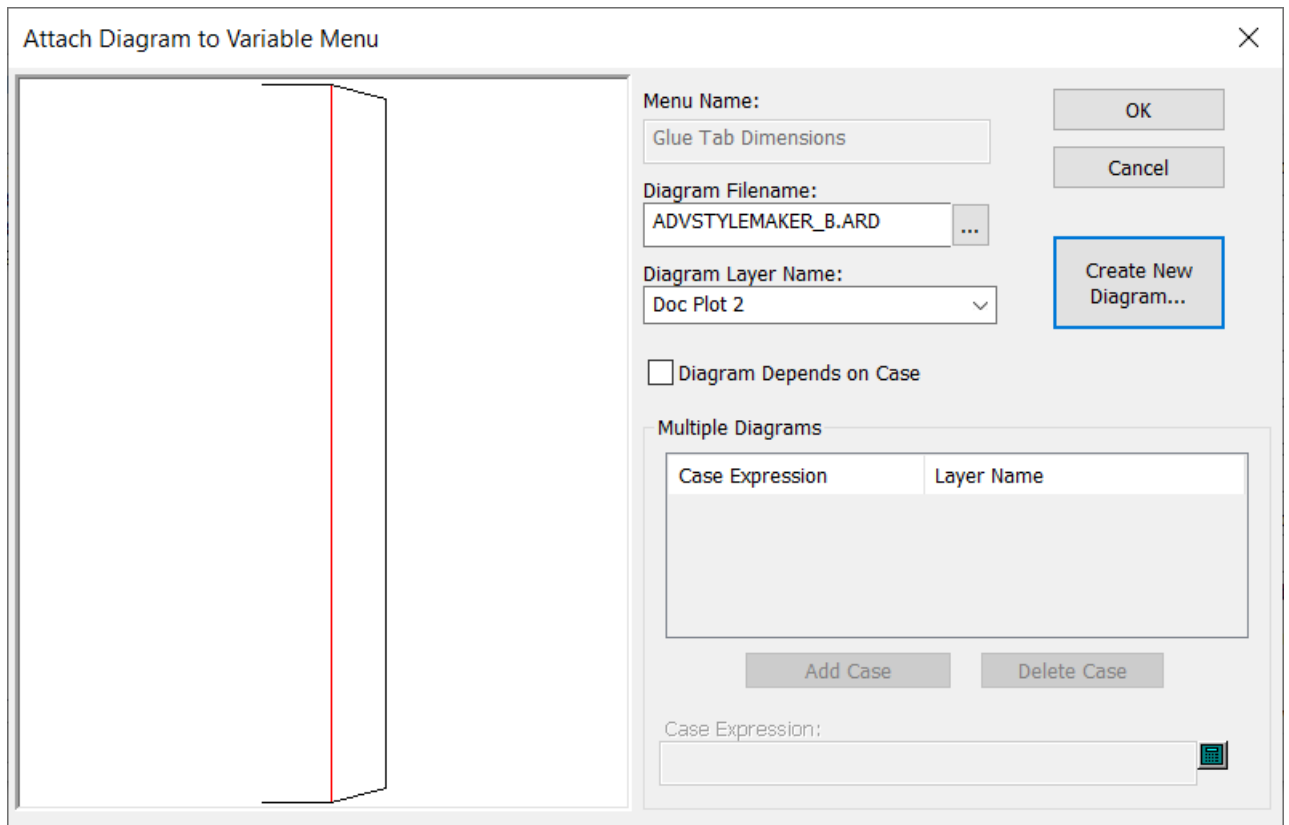 Attach Diagram to Variable Menu
Menu Name:
Glue Tab Dimensions
OK
Cancel
Diagram Filename:
ADVSTYLEMAKER_B.ARD
...
Create New
Diagram...
Diagram Layer Name:
Doc Plot 2
Diagram Depends on Case
Multiple Diagrams
Case Expression Layer Name
Add Case Delete Case
Case Expression: